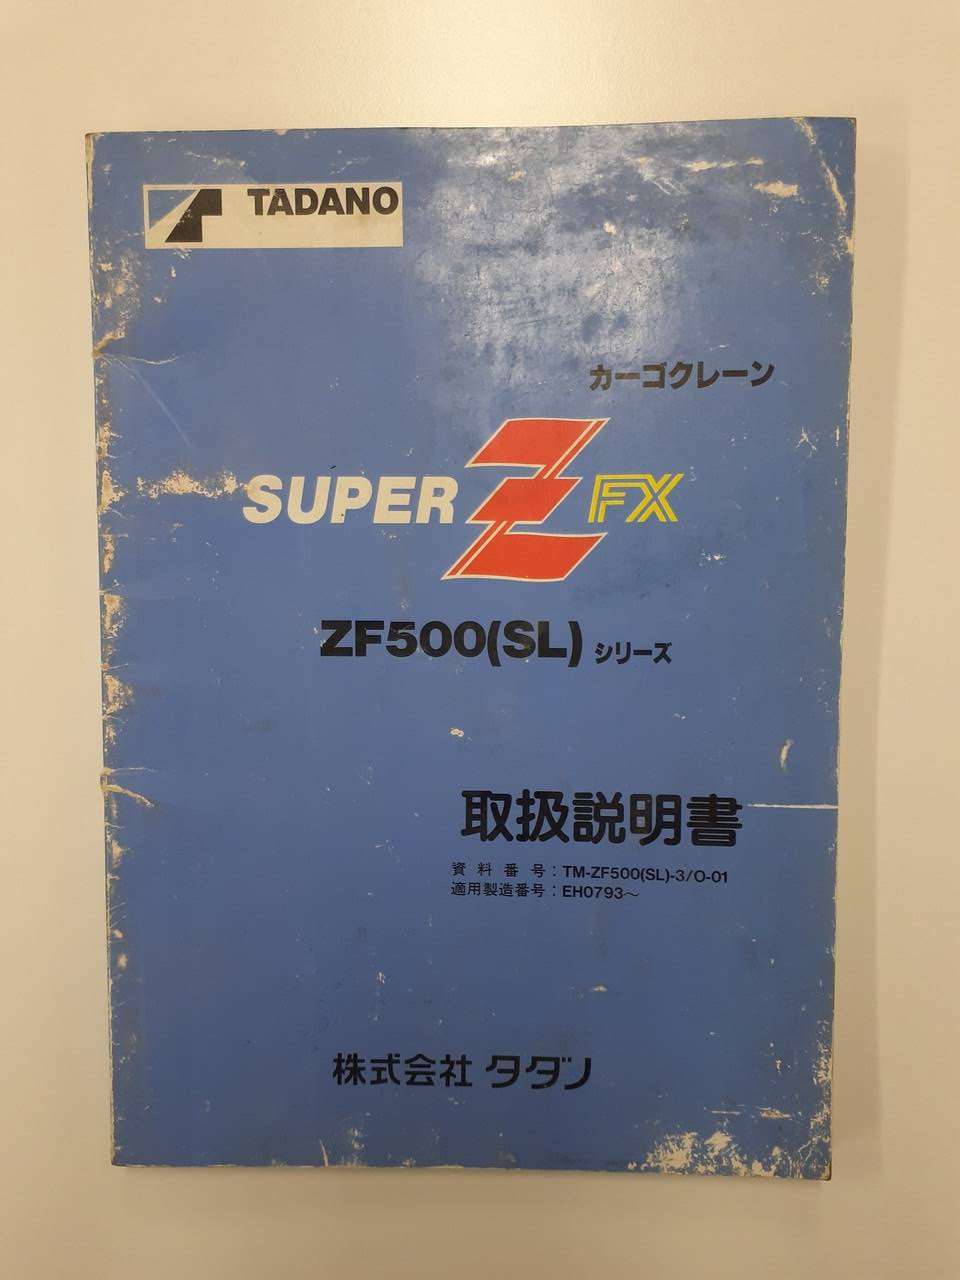 TADANO
カーゴクレーン
SUPER Z FX
ZF500(SL) シリーズ
取扱説明書
資料番号：TM-ZF500(SL)-3/O-01
適用製造番号：EH0793～
株式会社 タダノ